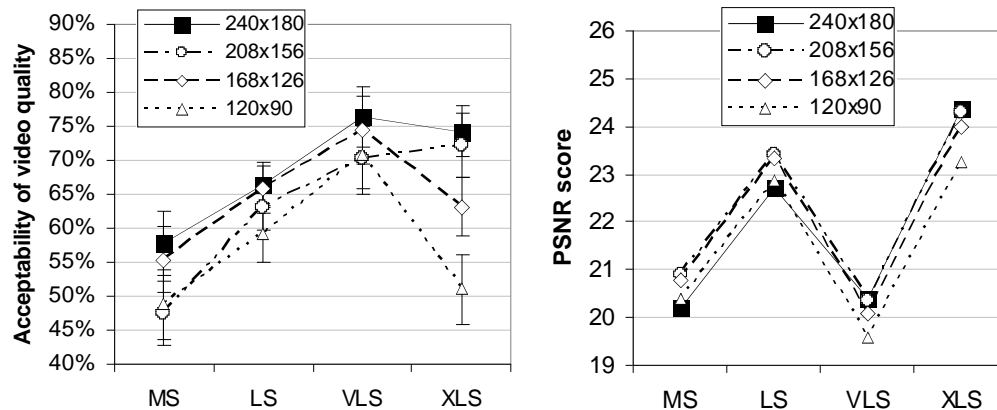 Acceptability of video quality
90%
85%
80%
75%
70%
65%
60%
55%
50%
45%
40%
240x180
208x156
168x126
120x90
MS LS VLS XLS
PSNR score
26
25
24
23
22
21
20
19
240x180
208x156
168x126
120x90
MS LS VLS XLS